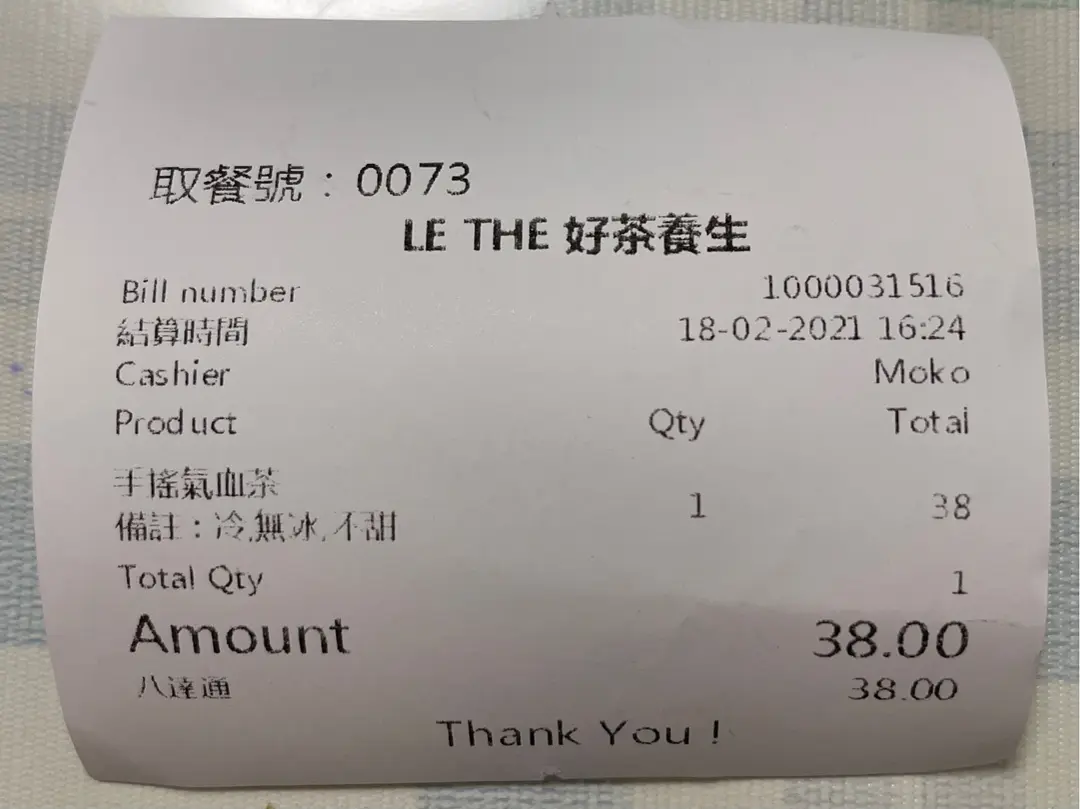 取餐號：0073
LE THE 好茶養生
Bill number 1000031516
結算時間 18-02-2021 16:24
Cashier Moko
Product Qty Total
手搖氣血茶
1 38
備註：冷,無冰,不甜
Total Qty 1
Amount 38.00
八達通 38.00
Thank You !